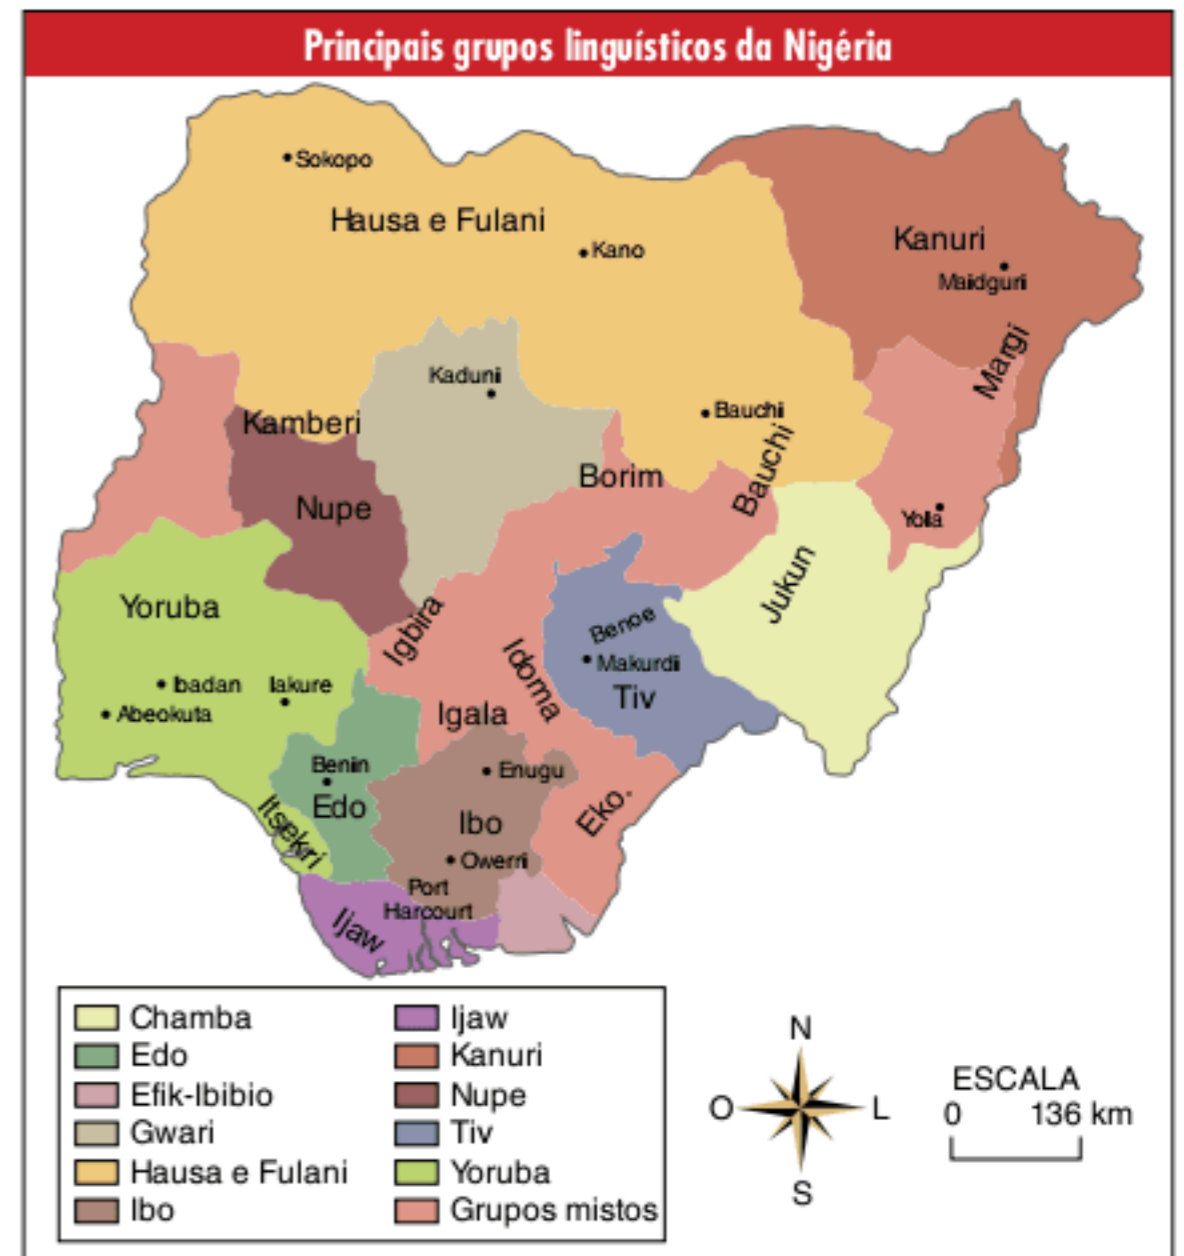 Principais grupos linguísticos da Nigéria
Sokopo
Hausa e Fulani
Kano
Kanuri
Maidguri
Margi
Kaduni
Kamberi
Bauchi
Bauchi
Borim
Nupe
Yolla
Jukun
Yoruba
Igbira
Benoe
Makurdi
Tiv
Idoma
Ibadan
Iakure
Abeokuta
Igala
Benin
Edo
Enugu
Itsekri
Ibo
Eko.
Owerri
Port
Harcourt
Ijaw
Chamba
Edo
Efik-Ibibio
Gwari
Hausa e Fulani
Ibo
Ijaw
Kanuri
Nupe
Tiv
Yoruba
Grupos mistos
N
O
L
S
ESCALA
0 136 km